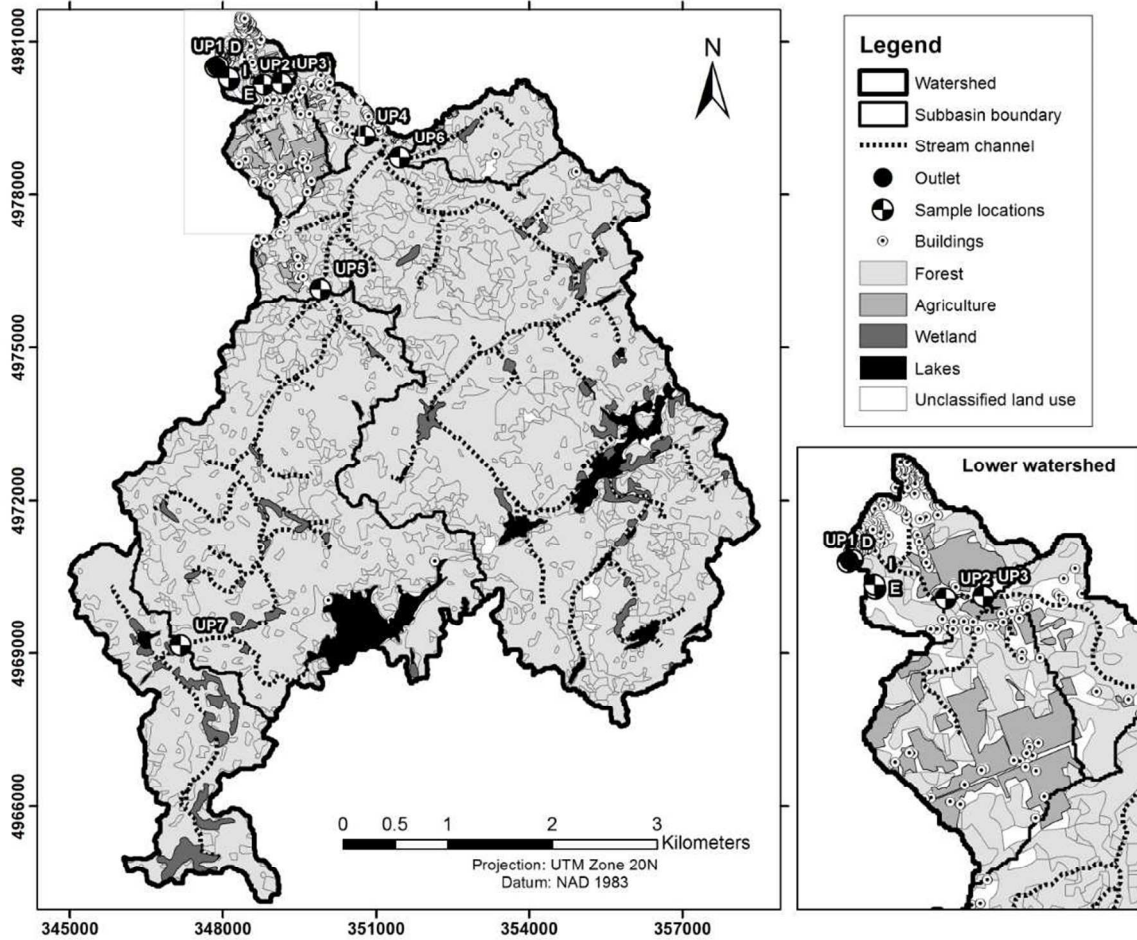 4981000
4978000
4975000
4972000
4969000
4966000
345000
348000
351000
354000
357000
UP1 D
I
E
UP2
UP3
UP4
UP6
UP5
UP7
N
0 0.5 1 2 3
Kilometers
Projection: UTM Zone 20N
Datum: NAD 1983
Legend
Watershed
Subbasin boundary
Stream channel
Outlet
Sample locations
Buildings
Forest
Agriculture
Wetland
Lakes
Unclassified land use
Lower watershed
UP1 D
I
E
UP2
UP3